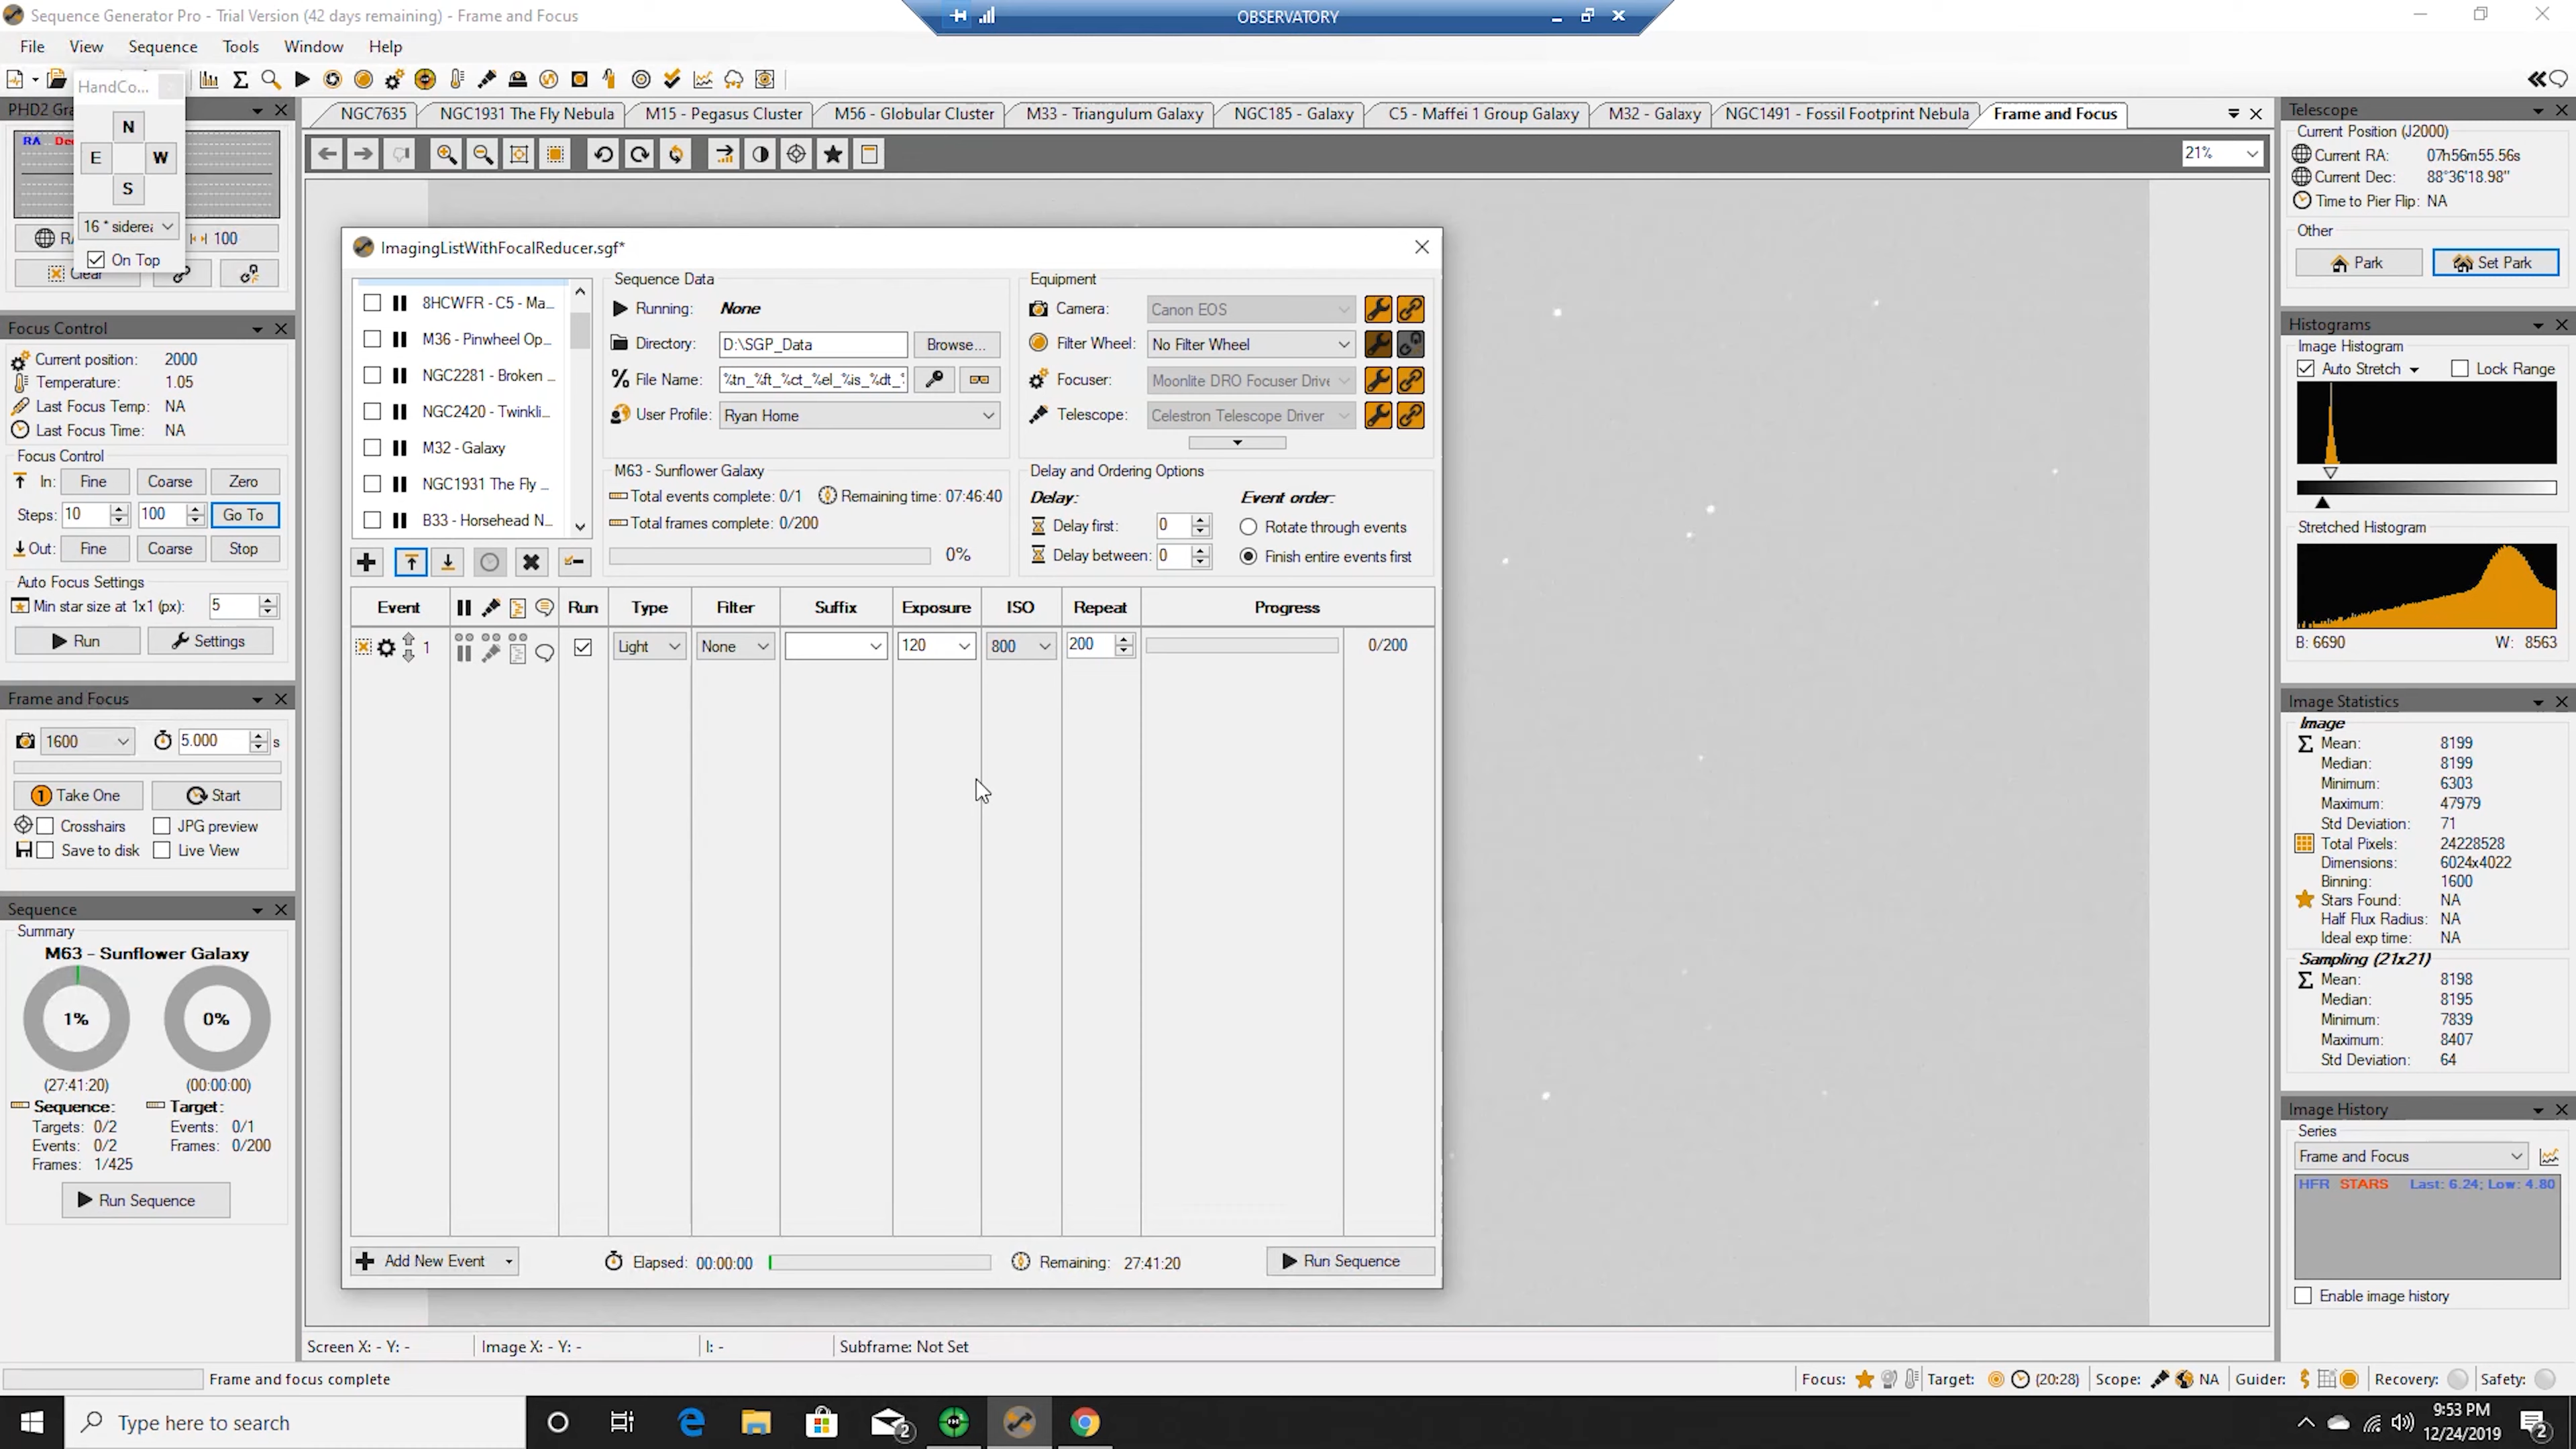 Sequence Generator Pro - Trial Version (42 days remaining) - Frame and Focus
OBSERVATORY
File View Sequence Tools Window Help
HandCo...
N
E W
S
16 * sidere
On Top
PHD2 Gra
RA Dec
100
Clear
NGC7635
NGC1931 The Fly Nebula
M15 - Pegasus Cluster
M56 - Globular Cluster
M33 - Triangulum Galaxy
NGC185 - Galaxy
C5 - Maffei 1 Group Galaxy
M32 - Galaxy
NGC1491 - Fossil Footprint Nebula
Frame and Focus
21%
Focus Control
Current position: 2000
Temperature: 1.05
Last Focus Temp: NA
Last Focus Time: NA
Focus Control
In: Fine Coarse Zero
Steps: 10 100 Go To
Out: Fine Coarse Stop
Auto Focus Settings
Min star size at 1x1 (px): 5
Run Settings
Frame and Focus
1600 5.000 s
1 Take One Start
Crosshairs JPG preview
Save to disk Live View
Sequence
Summary
M63 - Sunflower Galaxy
1% 0%
(27:41:20) (00:00:00)
Sequence: Target:
Targets: 0/2 Events: 0/1
Events: 0/2 Frames: 0/200
Frames: 1/425
Run Sequence
ImagingListWithFocalReducer.sgf*
8HCWFR - C5 - Ma...
M36 - Pinwheel Op...
NGC2281 - Broken ...
NGC2420 - Twinkli...
M32 - Galaxy
NGC1931 The Fly ...
B33 - Horsehead N...
Sequence Data
Running: None
Directory: D:\SGP_Data Browse...
File Name: %tn_%ft_%ct_%el_%is_%dt_
User Profile: Ryan Home
M63 - Sunflower Galaxy
Total events complete: 0/1 Remaining time: 07:46:40
Total frames complete: 0/200
0%
Equipment
Camera: Canon EOS
Filter Wheel: No Filter Wheel
Focuser: Moonlite DRO Focuser Drive
Telescope: Celestron Telescope Driver
Delay and Ordering Options
Delay: Event order:
Delay first: 0 Rotate through events
Delay between: 0 Finish entire events first
Event Run Type Filter Suffix Exposure ISO Repeat Progress
1 Light None 120 800 200 0/200
Add New Event Elapsed: 00:00:00 Remaining: 27:41:20 Run Sequence
Telescope
Current Position (J2000)
Current RA: 07h56m55.56s
Current Dec: 88°36'18.98"
Time to Pier Flip: NA
Other
Park Set Park
Histograms
Image Histogram
Auto Stretch Lock Range
Stretched Histogram
B: 6690 W: 8563
Image Statistics
Image
Mean: 8199
Median: 8199
Minimum: 6303
Maximum: 47979
Std Deviation: 71
Total Pixels: 24228528
Dimensions: 6024x4022
Binning: 1600
Stars Found: NA
Half Flux Radius: NA
Ideal exp time: NA
Sampling (21x21)
Mean: 8198
Median: 8195
Minimum: 7839
Maximum: 8407
Std Deviation: 64
Image History
Series
Frame and Focus
HFR STARS Last: 6.24; Low: 4.80
Enable image history
Screen X: - Y: - Image X: - Y: - I: - Subframe: Not Set
Frame and focus complete
Focus: Target: (20:28) Scope: NA Guider: Recovery: Safety:
Type here to search
2
9:53 PM
12/24/2019
2